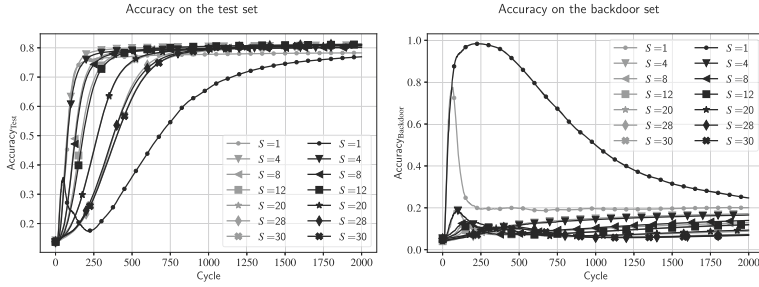 Accuracy on the test set
0.8
0.7
0.6
0.5
0.4
0.3
0.2
Accuracy_Test
0 250 500 750 1000 1250 1500 1750 2000
Cycle
S =1 S =1
S =4 S =4
S =8 S =8
S =12 S =12
S =20 S =20
S =28 S =28
S =30 S =30
Accuracy on the backdoor set
1.0
0.8
0.6
0.4
0.2
0.0
Accuracy_Backdoor
S =1 S =1
S =4 S =4
S =8 S =8
S =12 S =12
S =20 S =20
S =28 S =28
S =30 S =30
0 250 500 750 1000 1250 1500 1750 2000
Cycle